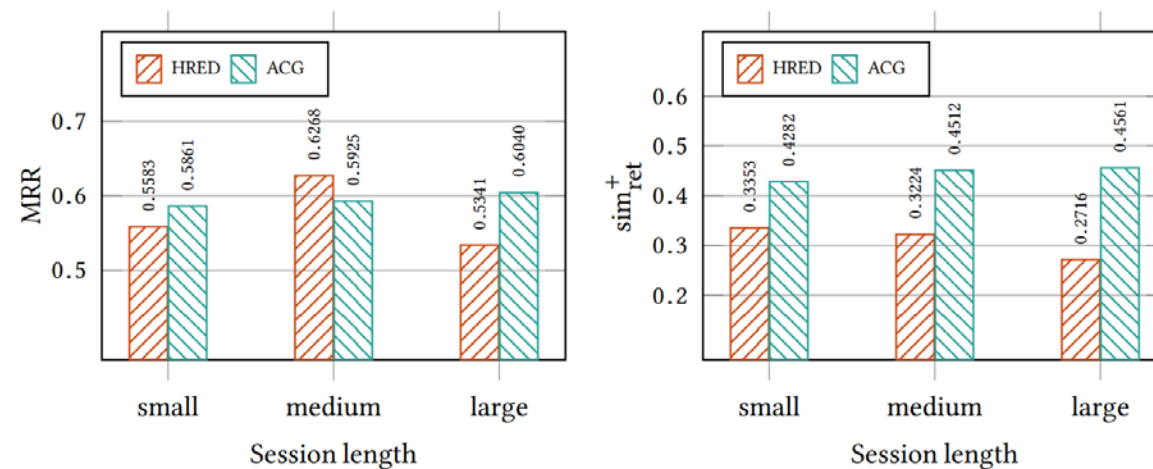 HRED ACG
0.7
0.6
0.5
MRR
0.5583
0.5861
0.6268
0.5925
0.5341
0.6040
small medium large
Session length
HRED ACG
0.6
0.5
0.4
0.3
0.2
sim+ret
0.3353
0.4282
0.3224
0.4512
0.2716
0.4561
small medium large
Session length